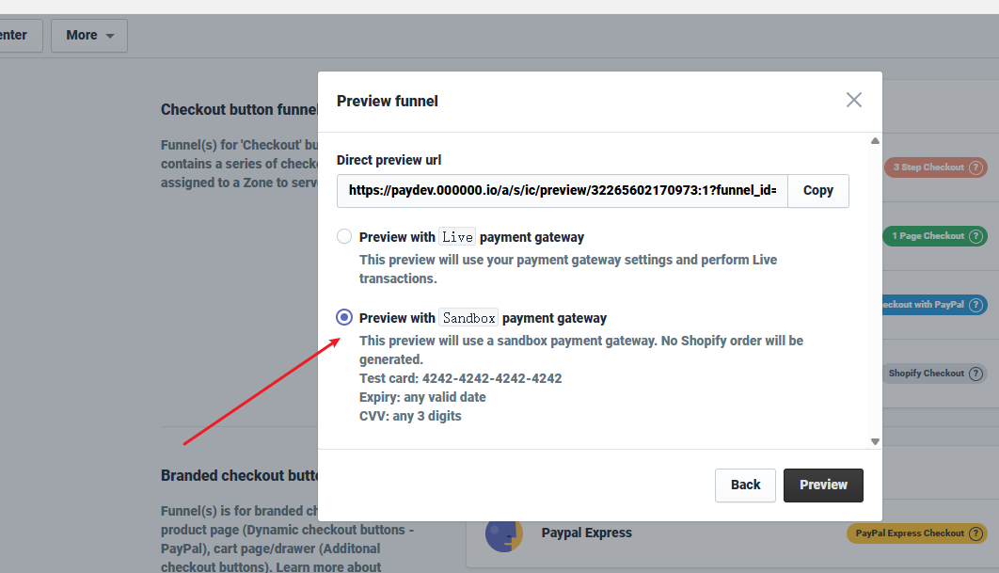 enter
More
Checkout button funnel
Funnel(s) for 'Checkout' bu
contains a series of checko
assigned to a Zone to serve
Preview funnel
Direct preview url
https://paydev.000000.io/a/s/ic/preview/32265602170973:1?funnel_id=
Copy
Preview with Live payment gateway
This preview will use your payment gateway settings and perform Live
transactions.
Preview with Sandbox payment gateway
This preview will use a sandbox payment gateway. No Shopify order will be
generated.
Test card: 4242-4242-4242-4242
Expiry: any valid date
CVV: any 3 digits
Back
Preview
3 Step Checkout ?
1 Page Checkout ?
eckout with PayPal ?
Shopify Checkout ?
Branded checkout butto
Funnel(s) is for branded ch
product page (Dynamic checkout buttons -
PayPal), cart page/drawer (Additonal
checkout buttons). Learn more about
Paypal Express
PayPal Express Checkout ?